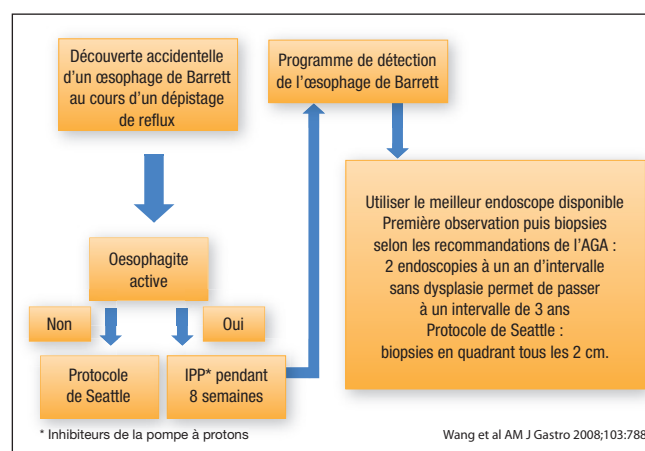 Découverte accidentelle
d'un œsophage de Barrett
au cours d'un dépistage
de reflux
Programme de détection
de l'œsophage de Barrett
Oesophagite
active
Non
Oui
Protocole
de Seattle
IPP* pendant
8 semaines
Utiliser le meilleur endoscope disponible
Première observation puis biopsies
selon les recommandations de l'AGA :
2 endoscopies à un an d'intervalle
sans dysplasie permet de passer
à un intervalle de 3 ans
Protocole de Seattle :
biopsies en quadrant tous les 2 cm.
* Inhibiteurs de la pompe à protons
Wang et al AM J Gastro 2008;103:788